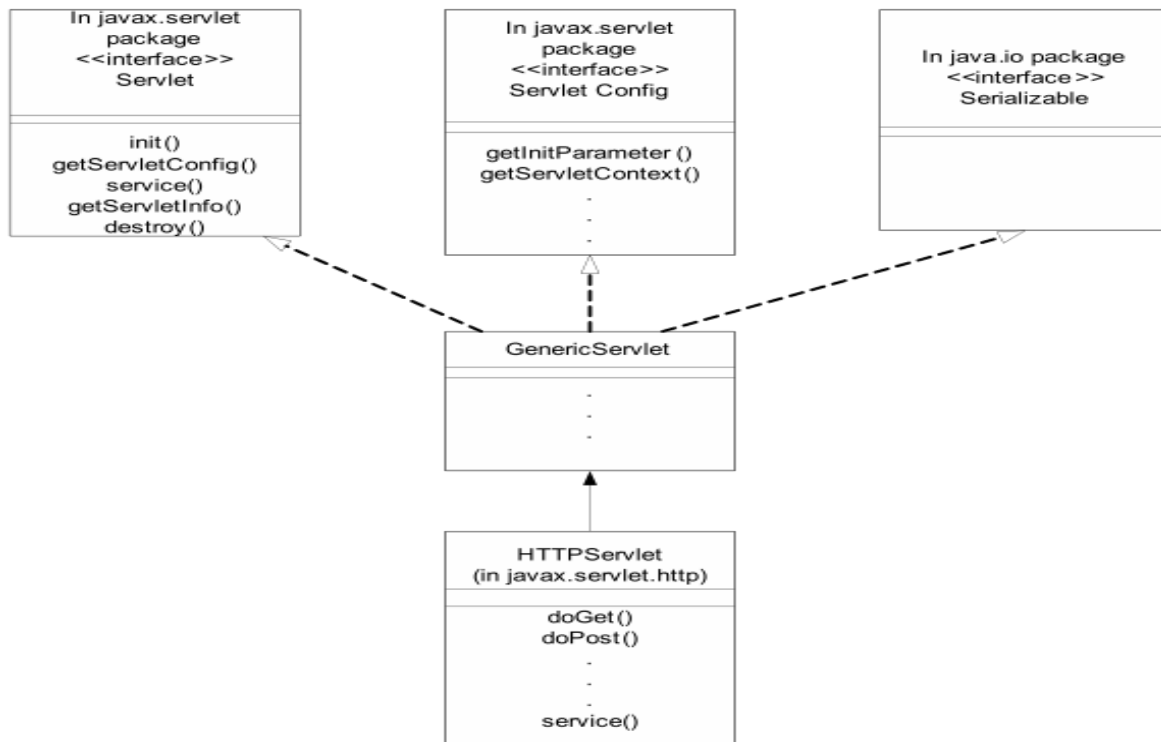 In javax.servlet
package
<<interface>>
Servlet
init()
getServletConfig()
service()
getServletInfo()
destroy()
In javax.servlet
package
<<interface>>
Servlet Config
getInitParameter ()
getServletContext()
.
.
.
In java.io package
<<interface>>
Serializable
GenericServlet
.
.
.
HTTPServlet
(in javax.servlet.http)
doGet()
doPost()
.
.
.
service()